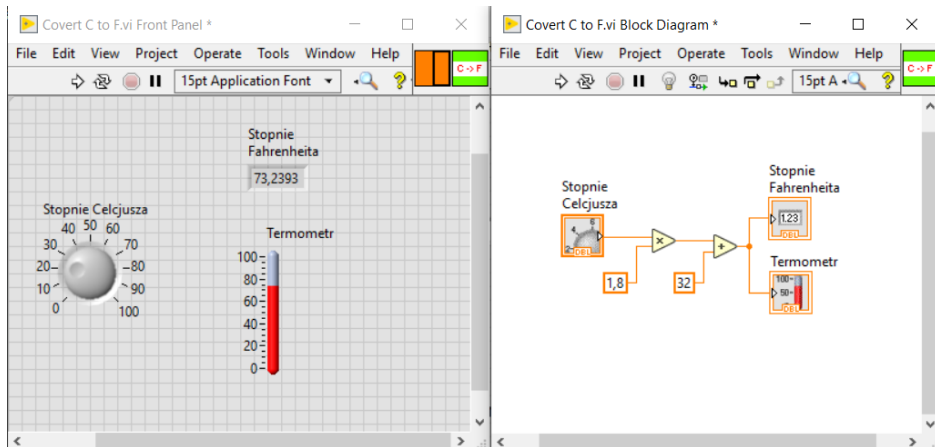 Covert C to F.vi Front Panel *
File Edit View Project Operate Tools Window Help
15pt Application Font
?
C->F
Stopnie
Fahrenheita
73,2393
Stopnie Celcjusza
0
10
20
30
40
50
60
70
80
90
100
Termometr
100
80
60
40
20
0
Covert C to F.vi Block Diagram *
File Edit View Project Operate Tools Window Help
15pt A
?
C->F
Stopnie
Celcjusza
2
4
6
DBL
1,8
32
Stopnie
Fahrenheita
1.23
DBL
Termometr
100
50
DBL